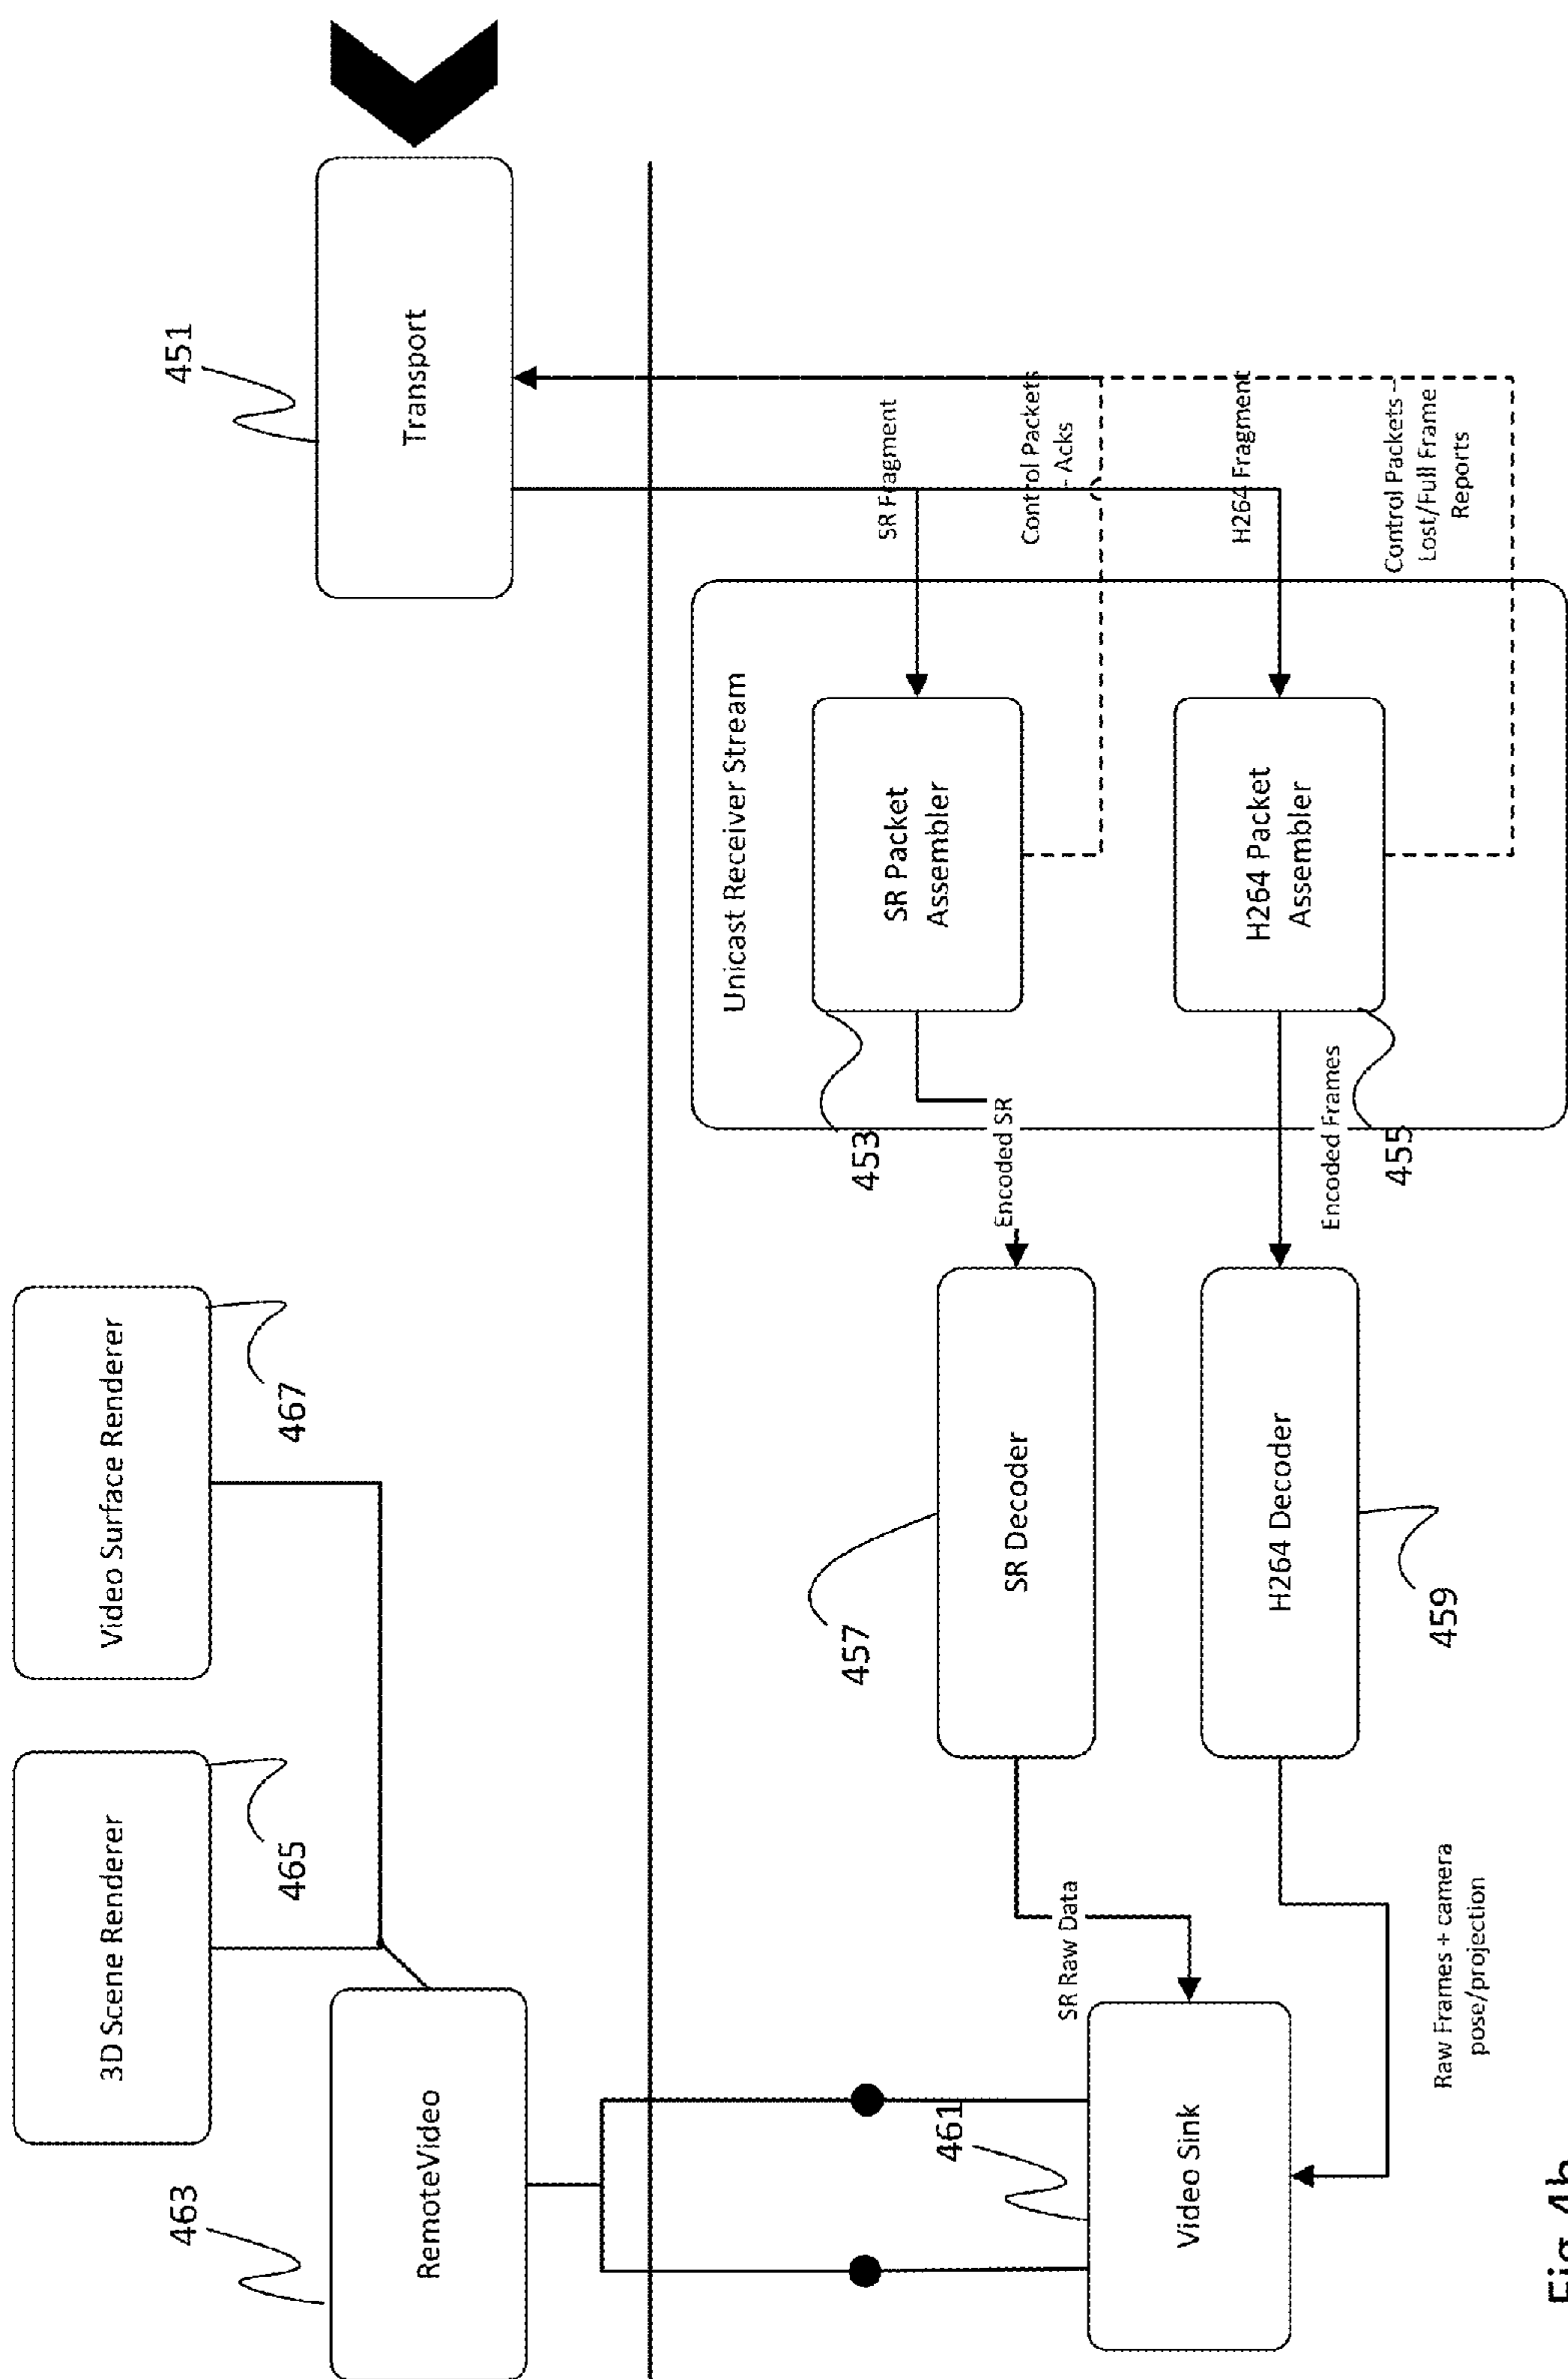 463
RemoteVideo
3D Scene Renderer
465
Video Surface Renderer
467
451
Transport
Unicast Receiver Stream
SR Fragment
Control Packets
- Acks
H264 Fragment
Control Packets –
Lost/Full Frame
Reports
SR Packet
Assembler
453
H264 Packet
Assembler
455
Encoded SR
Encoded Frames
SR Decoder
457
H264 Decoder
459
SR Raw Data
Raw Frames + camera
pose/projection
461
Video Sink
Fig 4b